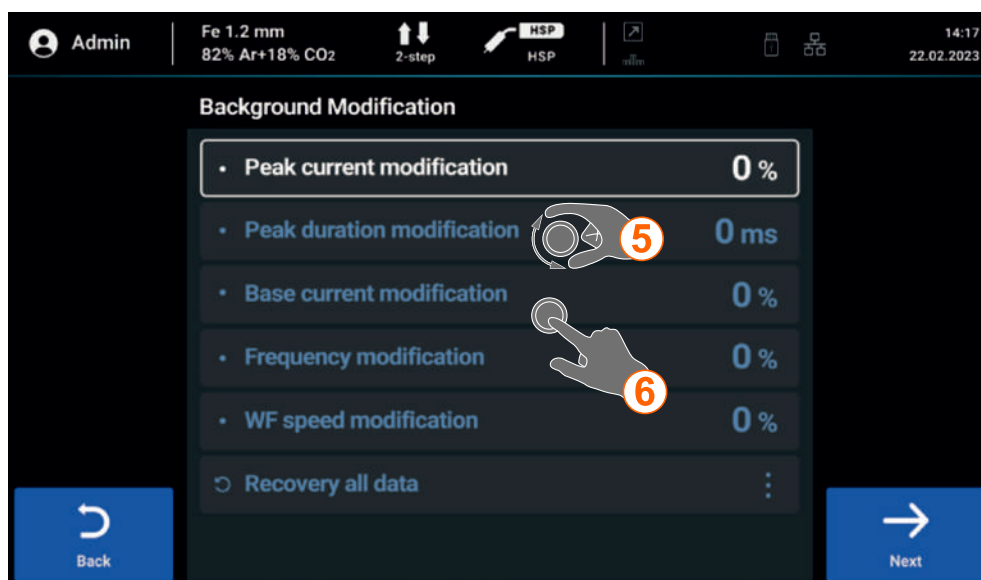 Admin
Fe 1.2 mm
82% Ar+18% CO2
2-step
HSP
HSP
14:17
22.02.2023
Background Modification
• Peak current modification 0 %
• Peak duration modification 0 ms
5
• Base current modification 0 %
• Frequency modification 0 %
6
• WF speed modification 0 %
Recovery all data
Back
Next